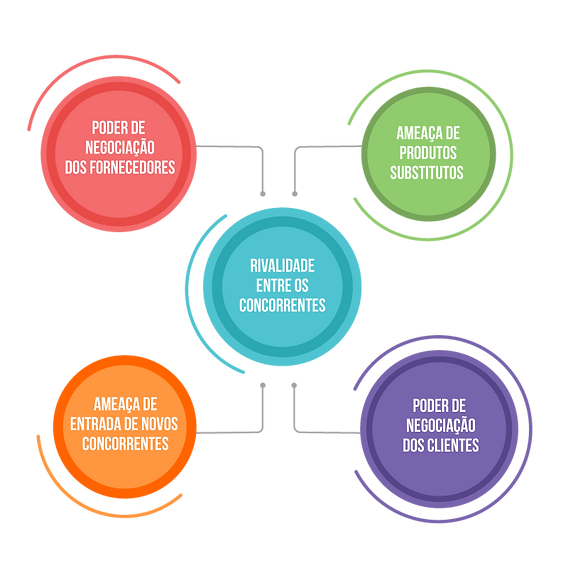 PODER DE
NEGOCIAÇÃO
DOS FORNECEDORES
AMEAÇA DE
PRODUTOS
SUBSTITUTOS
RIVALIDADE
ENTRE OS
CONCORRENTES
AMEAÇA DE
ENTRADA DE NOVOS
CONCORRENTES
PODER DE
NEGOCIAÇÃO
DOS CLIENTES